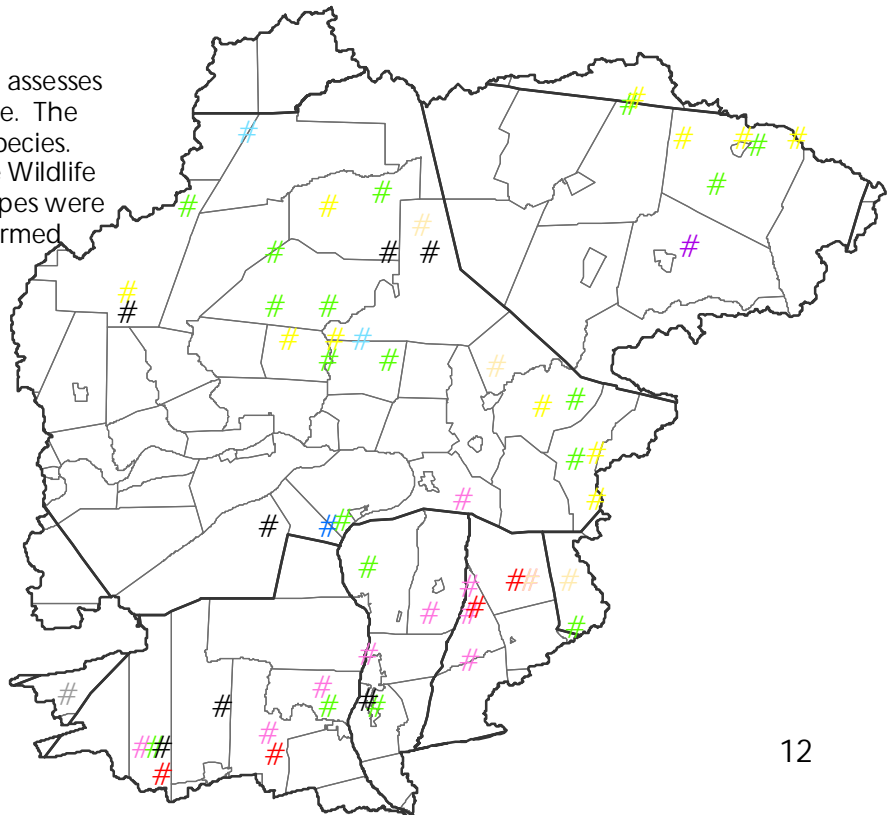 assesses
e. The
pecies.
Wildlife
pes were
rmed
12